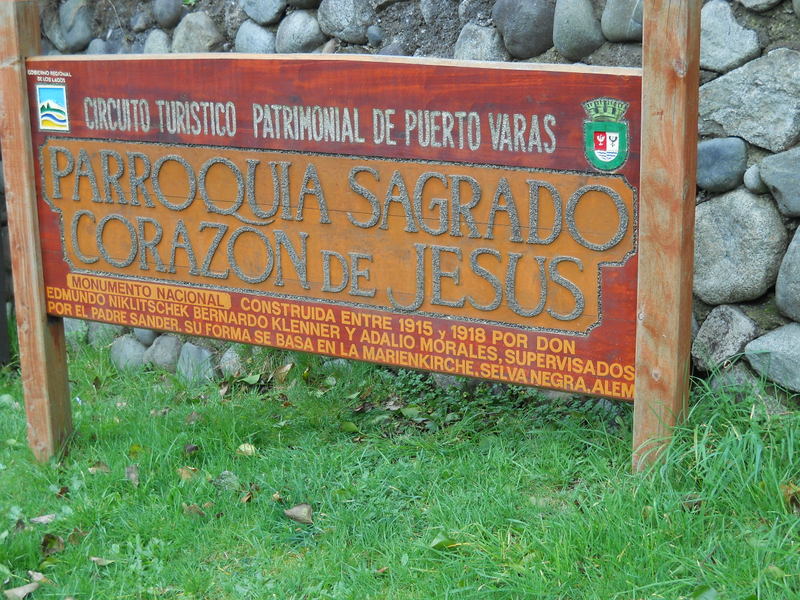 GOBIERNO REGIONAL
DE LOS LAGOS
CIRCUITO TURISTICO PATRIMONIAL DE PUERTO VARAS
PARROQUIA SAGRADO
CORAZON DE JESUS
MONUMENTO NACIONAL CONSTRUIDA ENTRE 1915 Y 1918 POR DON
EDMUNDO NIKLITSCHEK BERNARDO KLENNER Y ADALIO MORALES, SUPERVISADOS
POR EL PADRE SANDER. SU FORMA SE BASA EN LA MARIENKIRCHE, SELVA NEGRA, ALEM